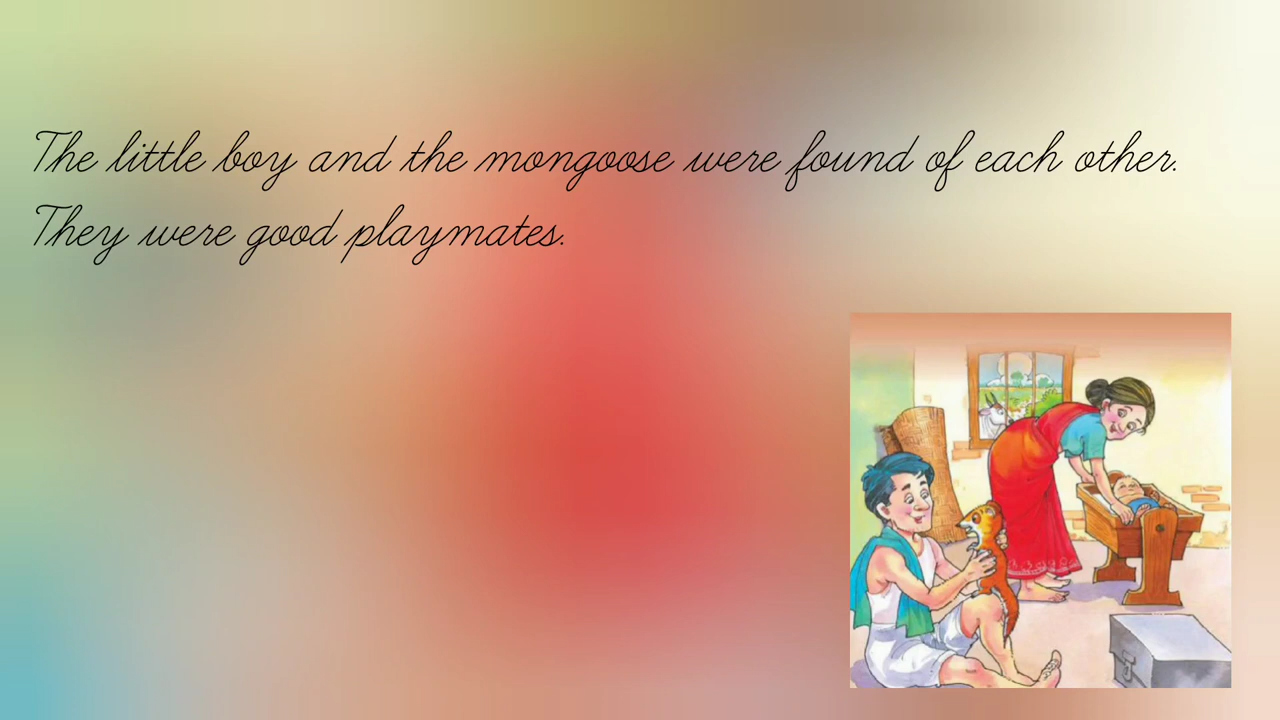 The little boy and the mongoose were found of each other.
They were good playmates.